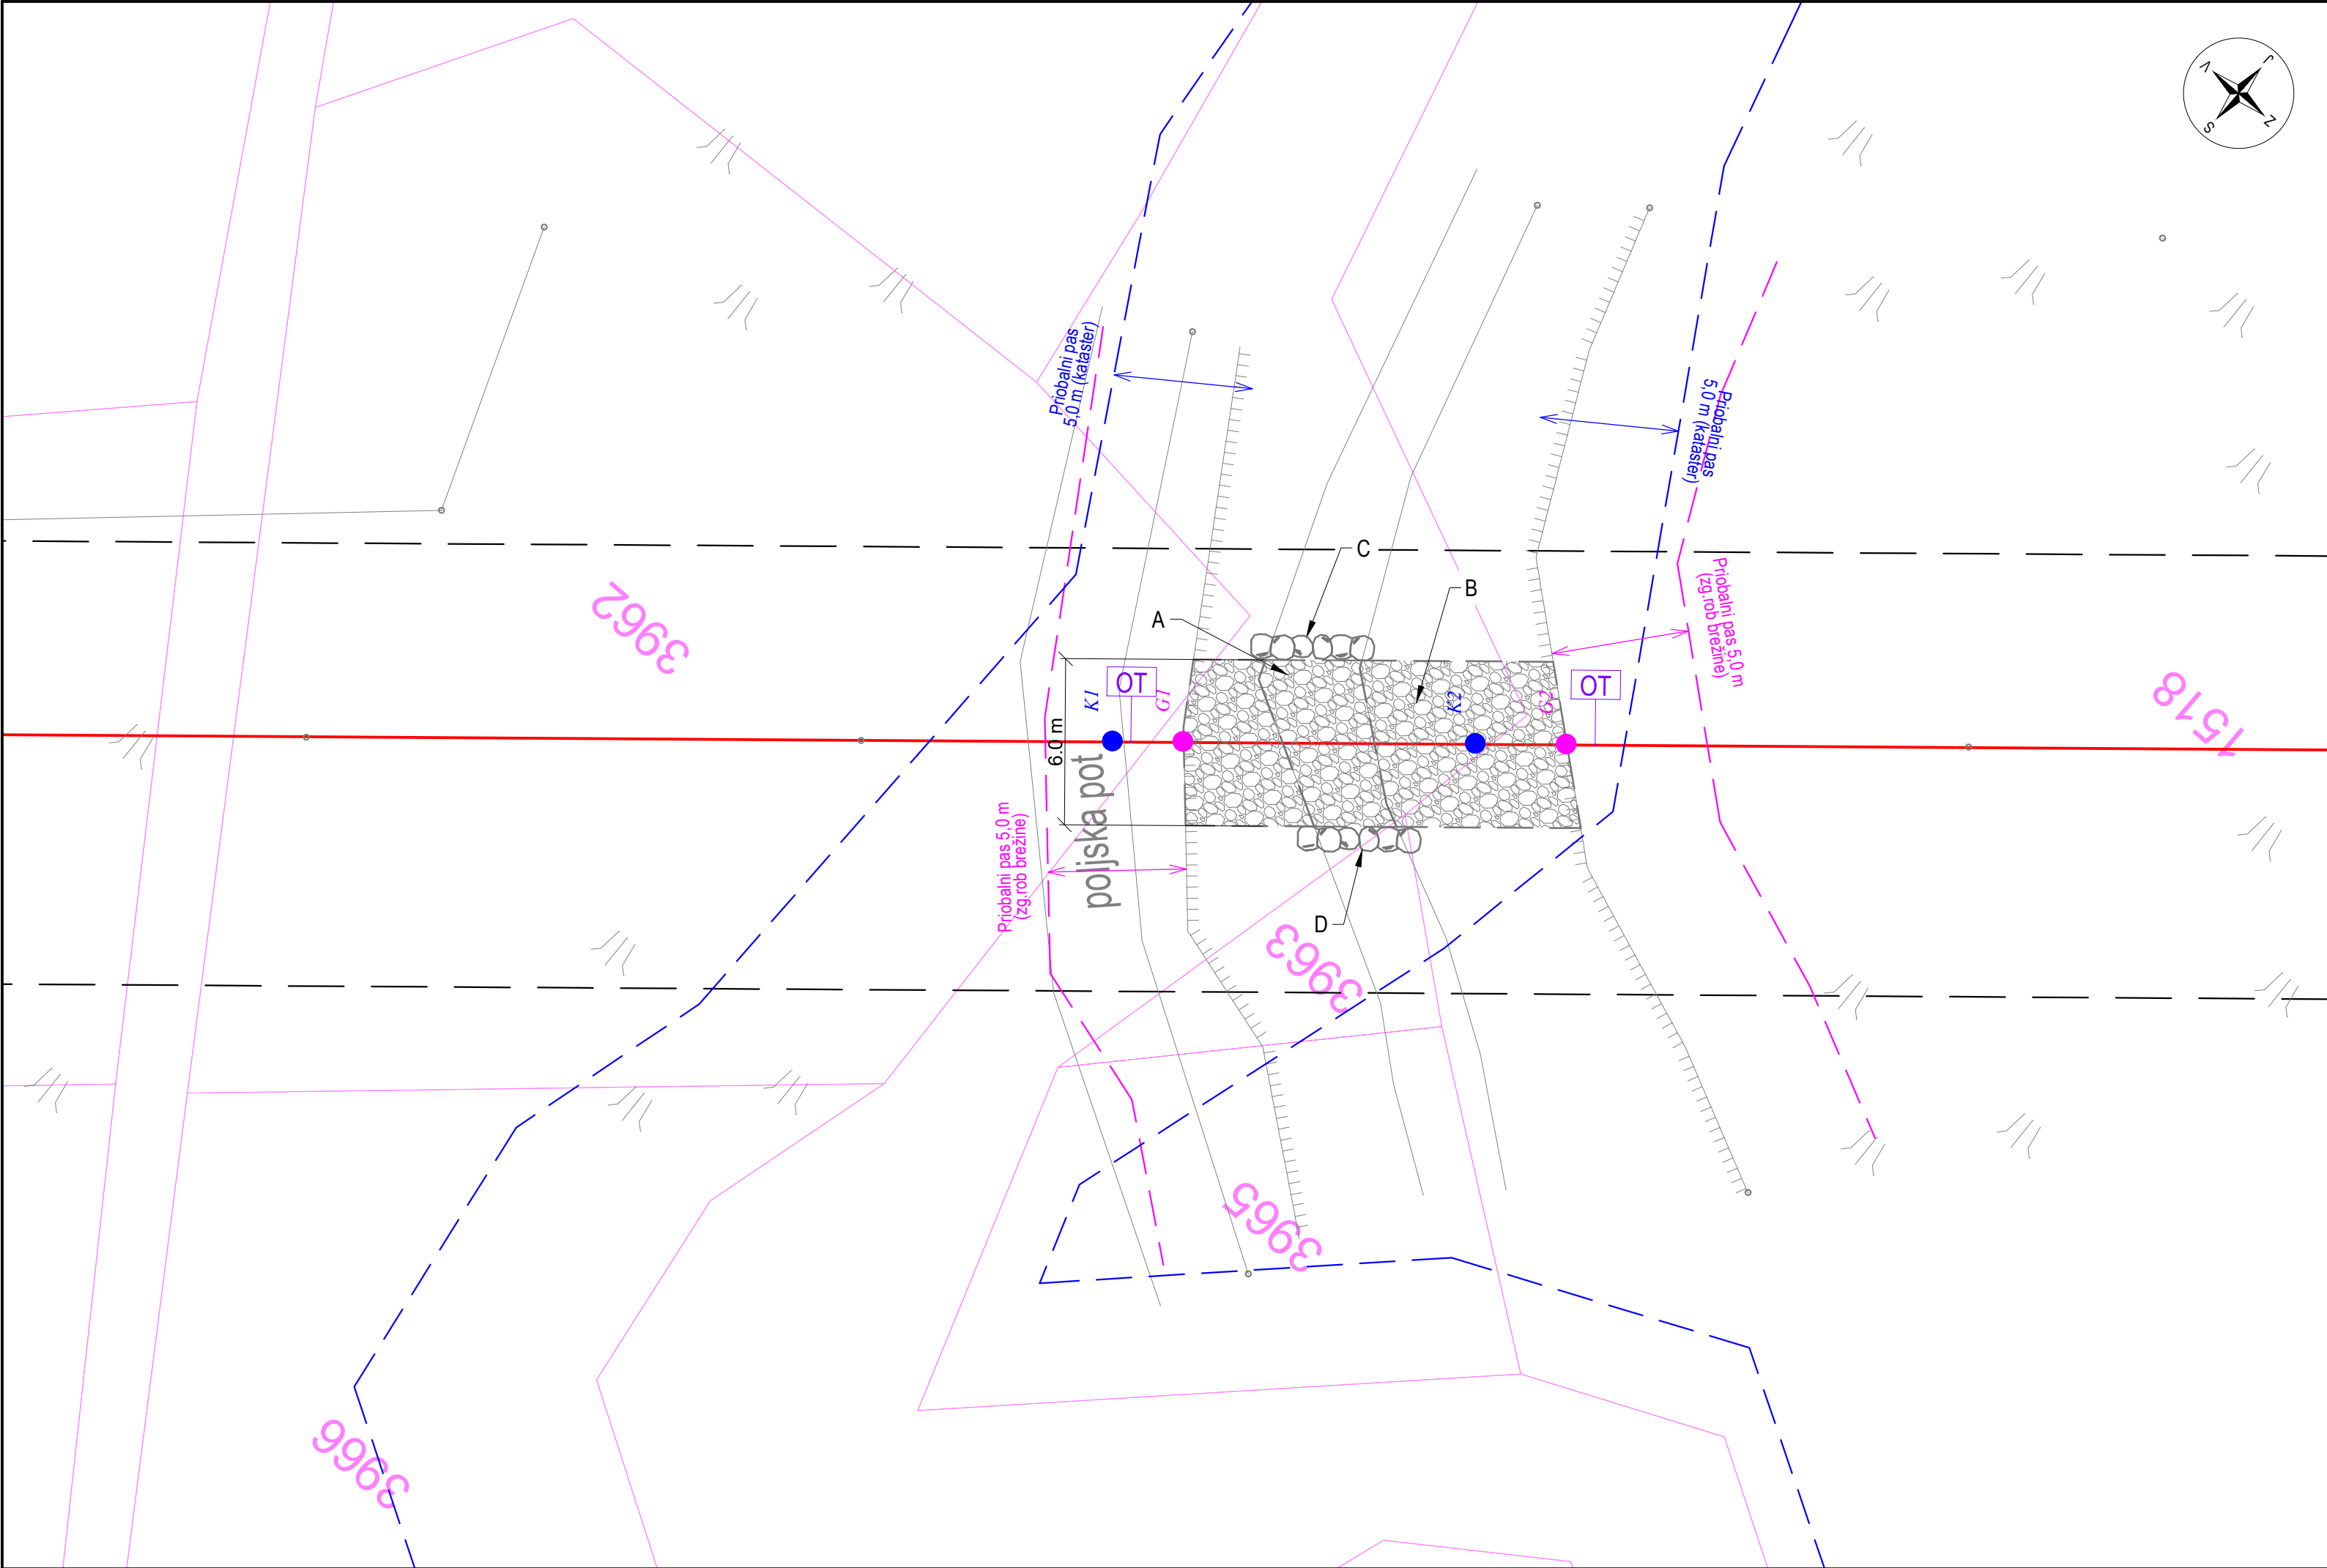 J
V
Z
S
Priobalni pas
5,0 m (kataster)
Priobalni pas
5,0 m (kataster)
C
B
A
Priobalni pas 5,0 m
(zg.rob brežine)
3962
K1
OT
G1
K2
G2
OT
1518
6.0 m
poljska pot
Priobalni pas 5,0 m
(zg.rob brežine)
D
3963
3965
3966